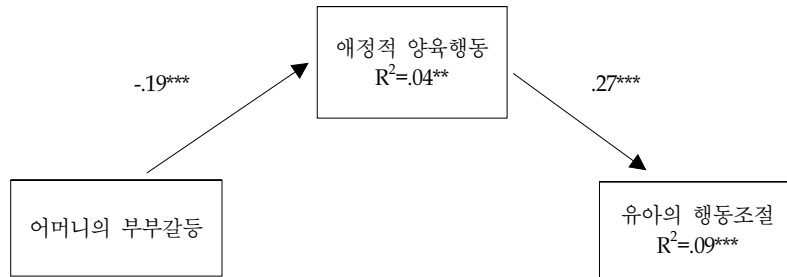 애정적 양육행동
R²=.04**
-.19***
.27***
어머니의 부부갈등
유아의 행동조절
R²=.09***